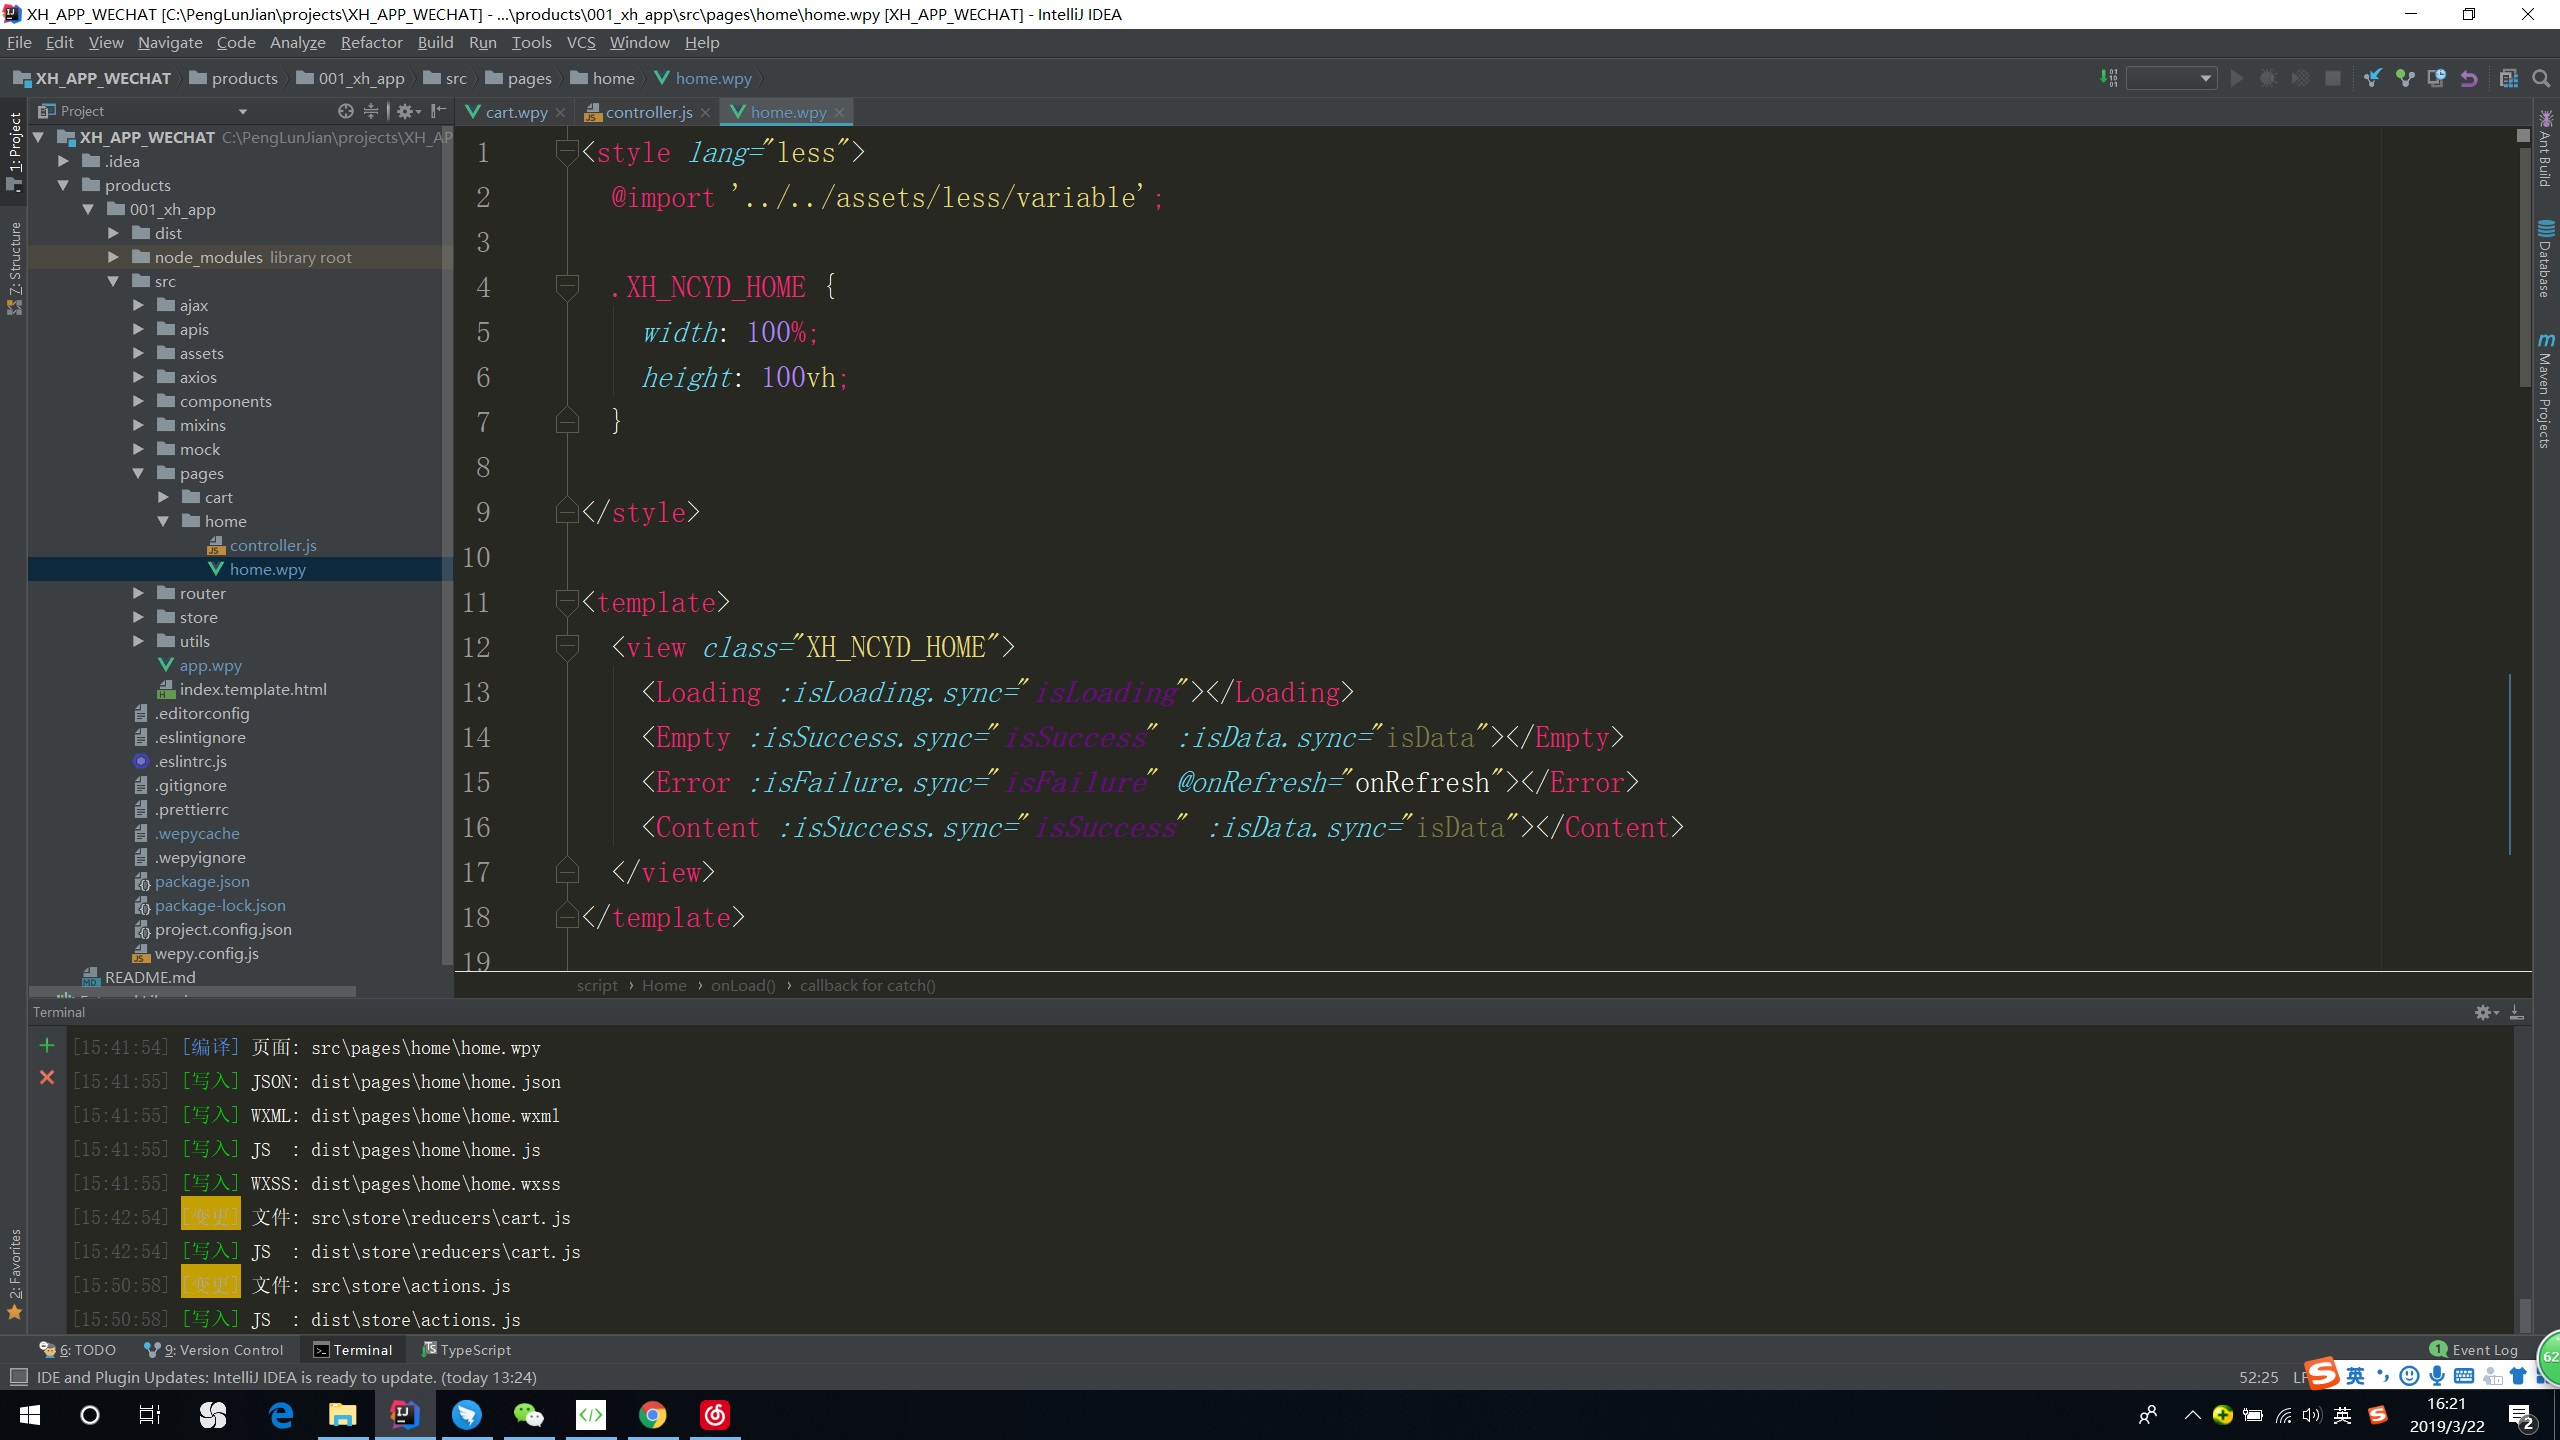 XH_APP_WECHAT [C:\PengLunJian\projects\XH_APP_WECHAT] - ...\products\001_xh_app\src\pages\home\home.wpy [XH_APP_WECHAT] - IntelliJ IDEA
File Edit View Navigate Code Analyze Refactor Build Run Tools VCS Window Help
XH_APP_WECHAT products 001_xh_app src pages home home.wpy
Project
cart.wpy controller.js home.wpy
1: Project
Z: Structure
2: Favorites
XH_APP_WECHAT C:\PengLunJian\projects\XH_AP
.idea
products
001_xh_app
dist
node_modules library root
src
ajax
apis
assets
axios
components
mixins
mock
pages
cart
home
controller.js
home.wpy
router
store
utils
app.wpy
index.template.html
.editorconfig
.eslintignore
.eslintrc.js
.gitignore
.prettierrc
.wepycache
.wepyignore
package.json
package-lock.json
project.config.json
wepy.config.js
README.md
1 <style lang="less">
2 @import '../../assets/less/variable';
3
4 .XH_NCYD_HOME {
5 width: 100%;
6 height: 100vh;
7 }
8
9 </style>
10
11 <template>
12 <view class="XH_NCYD_HOME">
13 <Loading :isLoading.sync="isLoading"></Loading>
14 <Empty :isSuccess.sync="isSuccess" :isData.sync="isData"></Empty>
15 <Error :isFailure.sync="isFailure" @onRefresh="onRefresh"></Error>
16 <Content :isSuccess.sync="isSuccess" :isData.sync="isData"></Content>
17 </view>
18 </template>
19
script › Home › onLoad() › callback for catch()
Ant Build
Database
Maven Projects
Terminal
[15:41:54] [编译] 页面: src\pages\home\home.wpy
[15:41:55] [写入] JSON: dist\pages\home\home.json
[15:41:55] [写入] WXML: dist\pages\home\home.wxml
[15:41:55] [写入] JS : dist\pages\home\home.js
[15:41:55] [写入] WXSS: dist\pages\home\home.wxss
[15:42:54] [变更] 文件: src\store\reducers\cart.js
[15:42:54] [写入] JS : dist\store\reducers\cart.js
[15:50:58] [变更] 文件: src\store\actions.js
[15:50:58] [写入] JS : dist\store\actions.js
6: TODO 9: Version Control Terminal TypeScript
1 Event Log
62
IDE and Plugin Updates: IntelliJ IDEA is ready to update. (today 13:24)
52:25 LF
英
英
16:21
2019/3/22
2